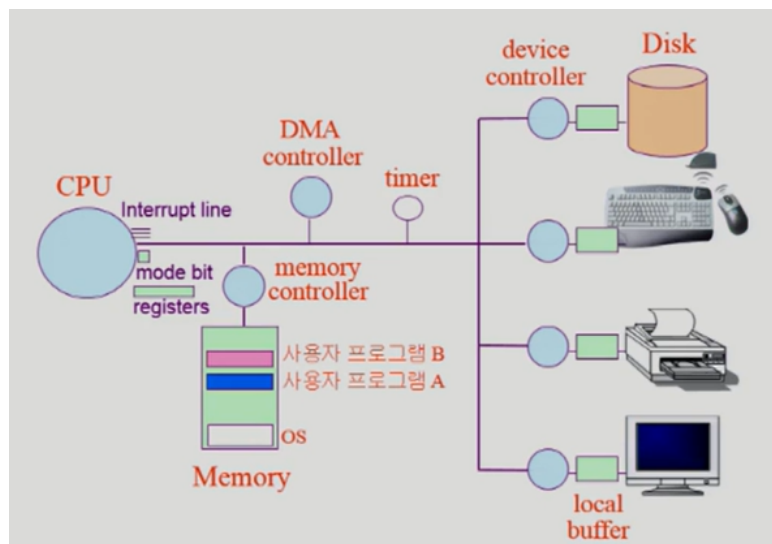 device
controller
Disk
DMA
controller
timer
CPU
Interrupt line
mode bit
registers
memory
controller
사용자 프로그램 B
사용자 프로그램 A
OS
Memory
local
buffer